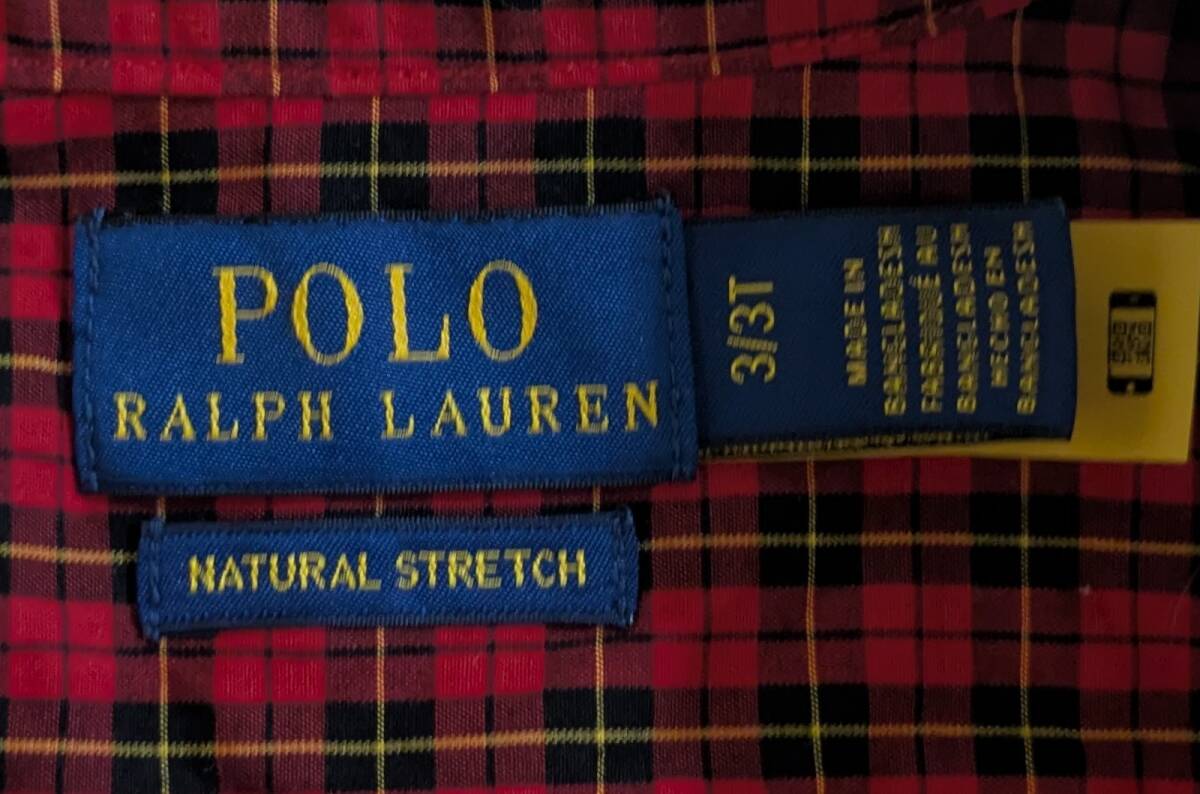 POLO
RALPH LAUREN
NATURAL STRETCH
3/3T
MADE IN
BANGLADESH
FABRIQUÉ AU
BANGLADESH
HECHO EN
BANGLADESH